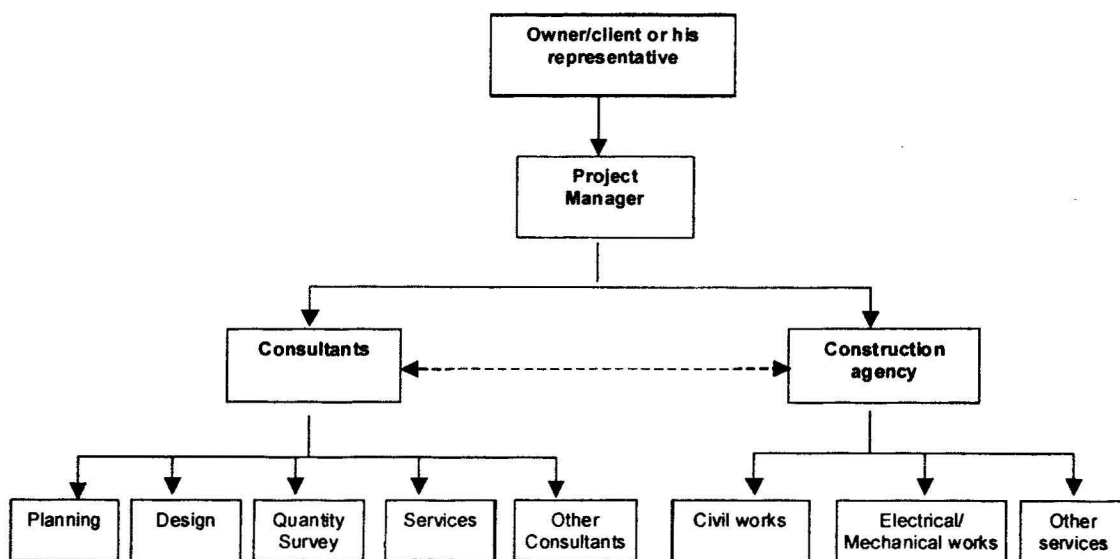 Owner/client or his
representative
Project
Manager
Consultants
Construction
agency
Planning
Design
Quantity
Survey
Services
Other
Consultants
Civil works
Electrical/
Mechanical works
Other
services